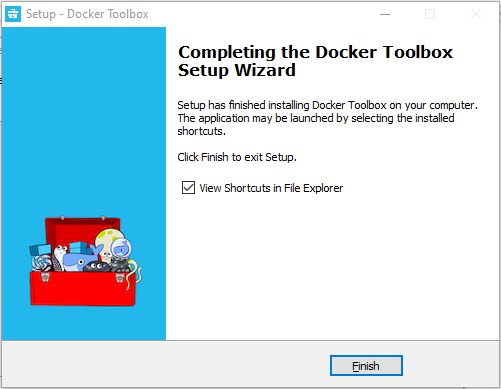 Setup - Docker Toolbox
Completing the Docker Toolbox
Setup Wizard
Setup has finished installing Docker Toolbox on your computer.
The application may be launched by selecting the installed
shortcuts.
Click Finish to exit Setup.
View Shortcuts in File Explorer
Finish